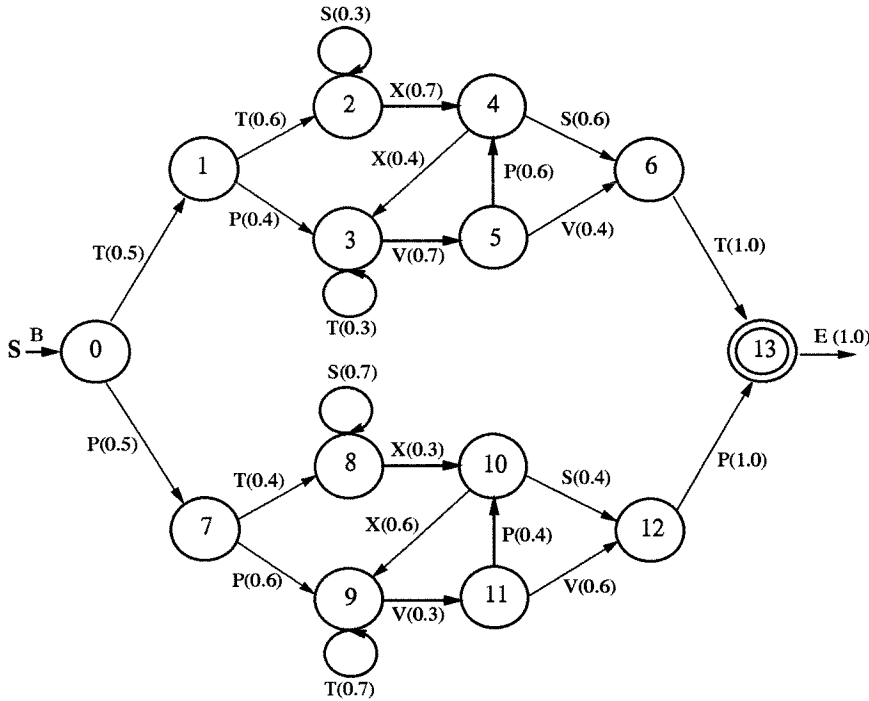 S(0.3)
2
X(0.7)
4
T(0.6)
S(0.6)
1
X(0.4)
P(0.6)
6
P(0.4)
3
V(0.7)
5
V(0.4)
T(0.5)
T(1.0)
T(0.3)
S B
0
13
E (1.0)
S(0.7)
P(0.5)
8
X(0.3)
10
P(1.0)
T(0.4)
S(0.4)
7
X(0.6)
P(0.4)
12
P(0.6)
9
V(0.3)
11
V(0.6)
T(0.7)